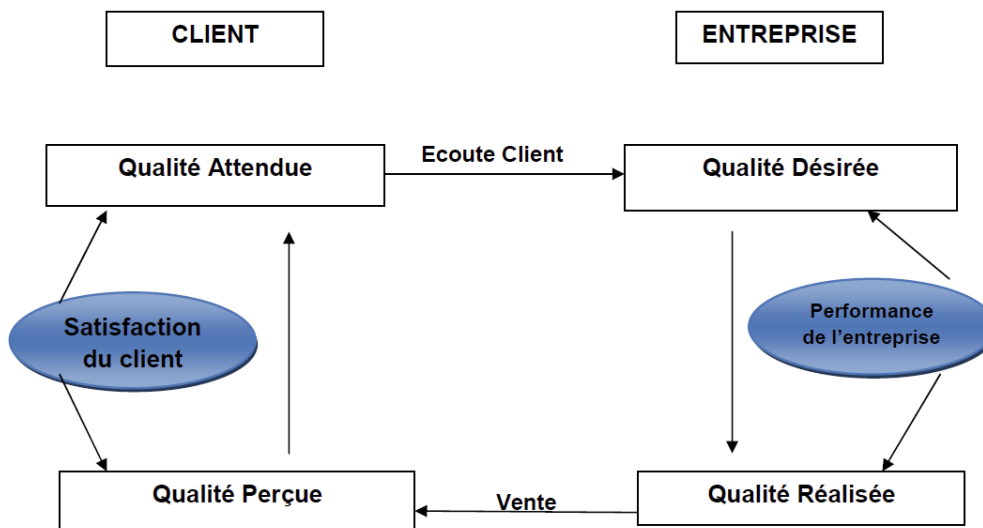 CLIENT
ENTREPRISE
Qualité Attendue
Ecoute Client
Qualité Désirée
Satisfaction
du client
Performance
de l'entreprise
Qualité Perçue
Vente
Qualité Réalisée